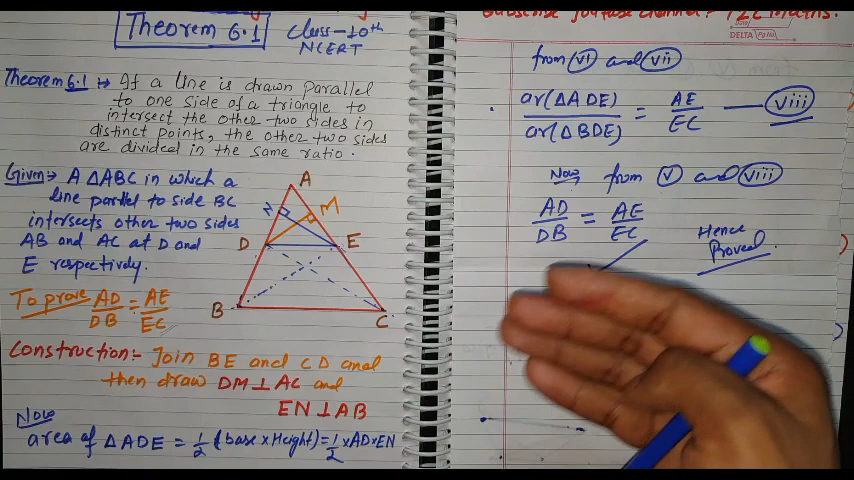 Theorem 6.1
Class-10th
NCERT
Theorem 6.1 → If a line is drawn parallel
to one side of a triangle to
intersect the other two sides in
distinct points, the other two sides
are divided in the same ratio.
Given → A ΔABC in which a
line parallel to side BC
intersects other two sides
AB and AC at D and
E respectively.
A
N
M
D
E
B
C
To prove AD/DB = AE/EC
Construction:- Join BE and CD and
then draw DM ⊥ AC and
EN ⊥ AB
Now
area of ΔADE = 1/2 (base × Height) = 1/2 × AD × EN
Subscribe YouTube channel:
DELTA
from (vi) and (vii)
ar(ΔADE)/ar(ΔBDE) = AE/EC — (viii)
Now from (v) and (viii)
AD/DB = AE/EC
Hence
Proved.